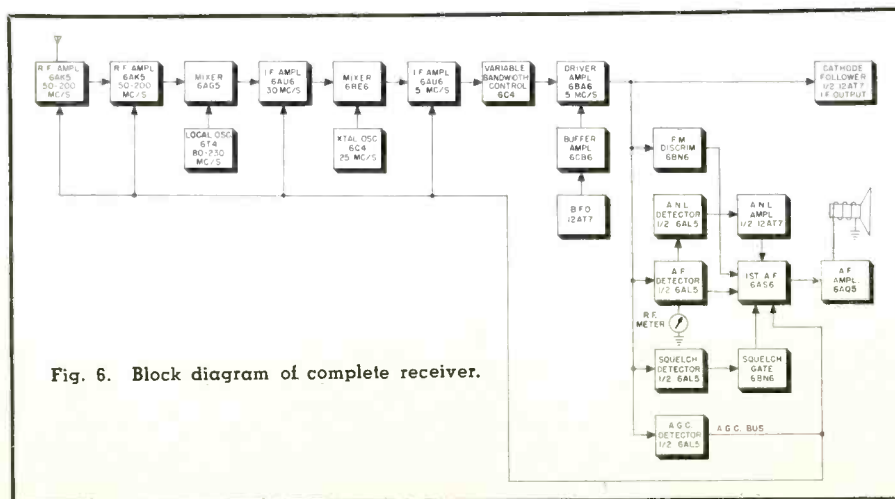 R.F. AMPL
6AK5
50-200
MC/S
R.F. AMPL
6AK5
50-200
MC/S
MIXER
6AG5
I.F. AMPL
6AU6
30 MC/S
MIXER
6BE6
I.F. AMPL
6AU6
5 MC/S
VARIABLE
BANDWIDTH
CONTROL
6C4
DRIVER
AMPL
6BA6
5 MC/S
CATHODE
FOLLOWER
1/2 12AT7
I.F. OUTPUT
LOCAL OSC
6T4
80-230
MC/S
XTAL OSC
6C4
25 MC/S
BUFFER
AMPL
6CB6
F M
DISCRIM
6BN6
B F O
12AT7
A N L
DETECTOR
1/2 6AL5
A N L
AMPL
1/2 12AT7
A F
DETECTOR
1/2 6AL5
1ST A F
6AS6
A F
AMPL.
6AQ5
R.F.
METER
SQUELCH
DETECTOR
1/2 6AL5
SQUELCH
GATE
6BN6
A G C
DETECTOR
1/2 6AL5
A G C BUS
Fig. 6. Block diagram of complete receiver.